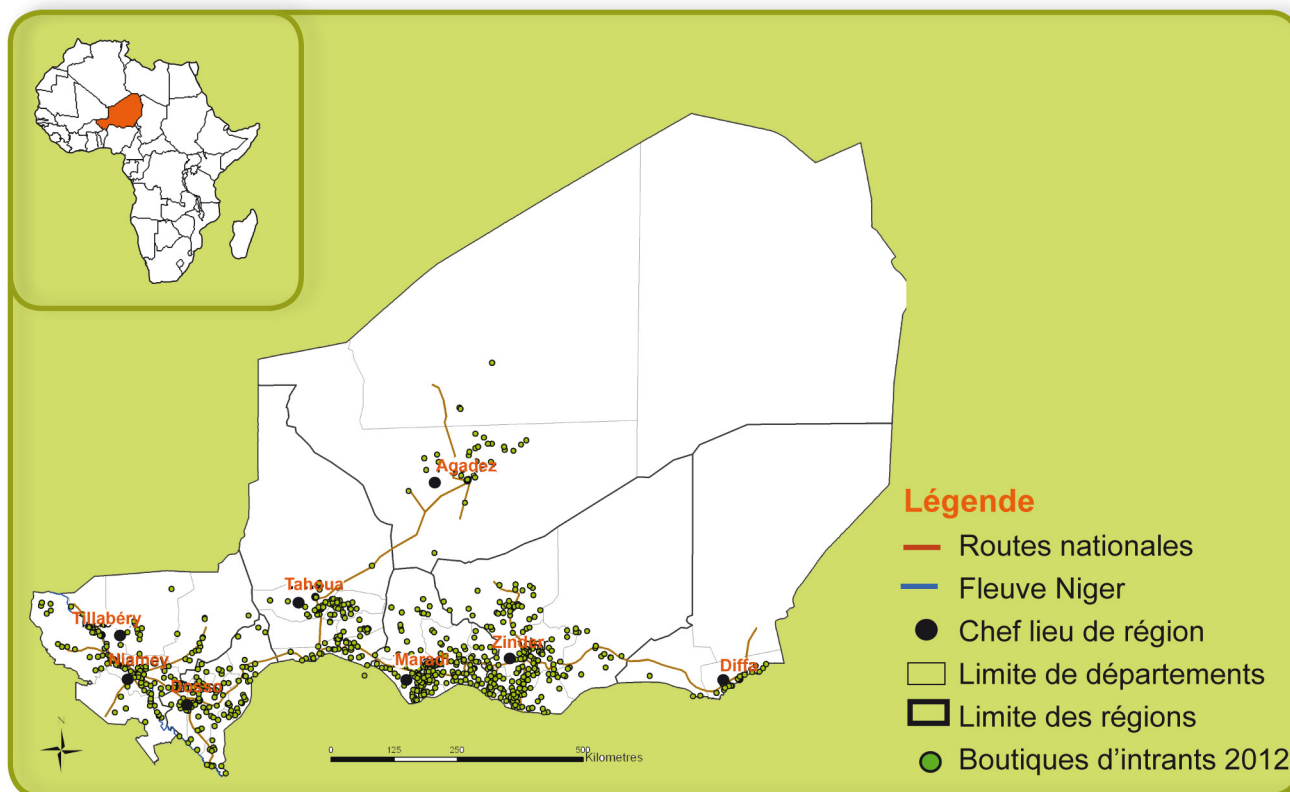 Agadez
Tahoua
Tillabéry
Niamey
Dosso
Maradi
Zinder
Diffa
N
0 125 250 500
Kilometres
Légende
Routes nationales
Fleuve Niger
Chef lieu de région
Limite de départements
Limite des régions
Boutiques d'intrants 2012